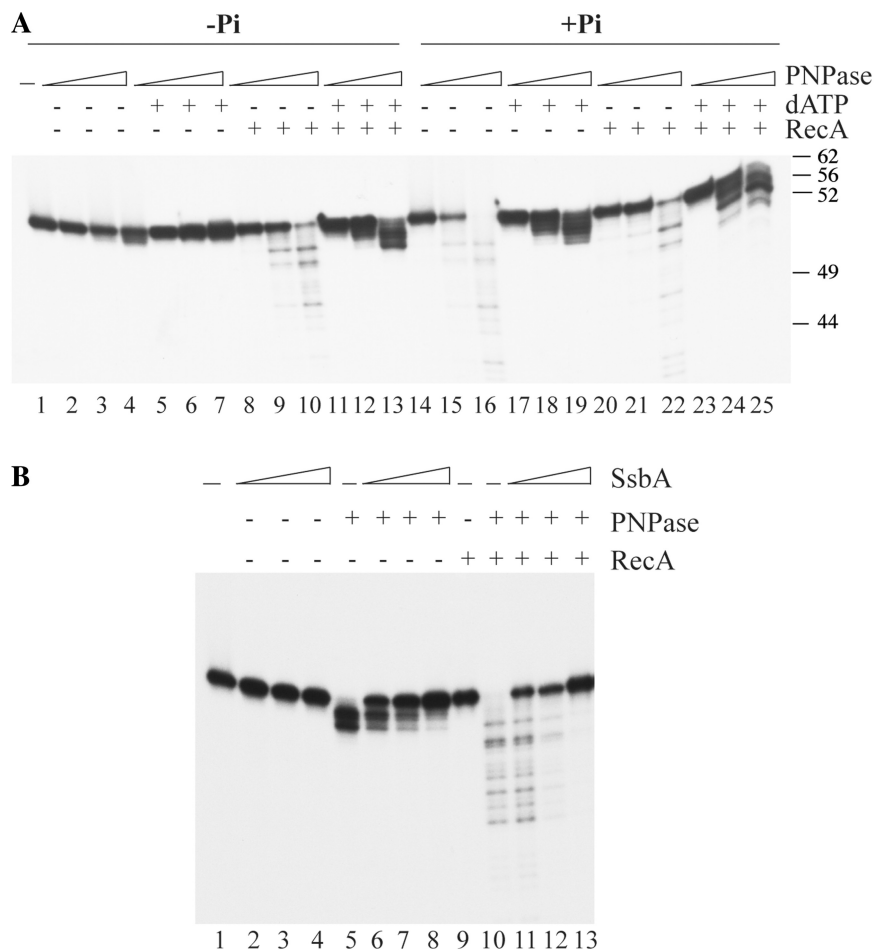 A
-Pi +Pi
– PNPase
- - - + + + - - - + + + - - - + + + - - - + + + dATP
- - - - - - + + + + + + - - - - - - + + + + + + RecA
– 62
– 56
– 52
– 49
– 44
1 2 3 4 5 6 7 8 9 10 11 12 13 14 15 16 17 18 19 20 21 22 23 24 25
B
– – – – SsbA
- - - + + + + - + + + + PNPase
- - - - - - - + + + + + RecA
1 2 3 4 5 6 7 8 9 10 11 12 13